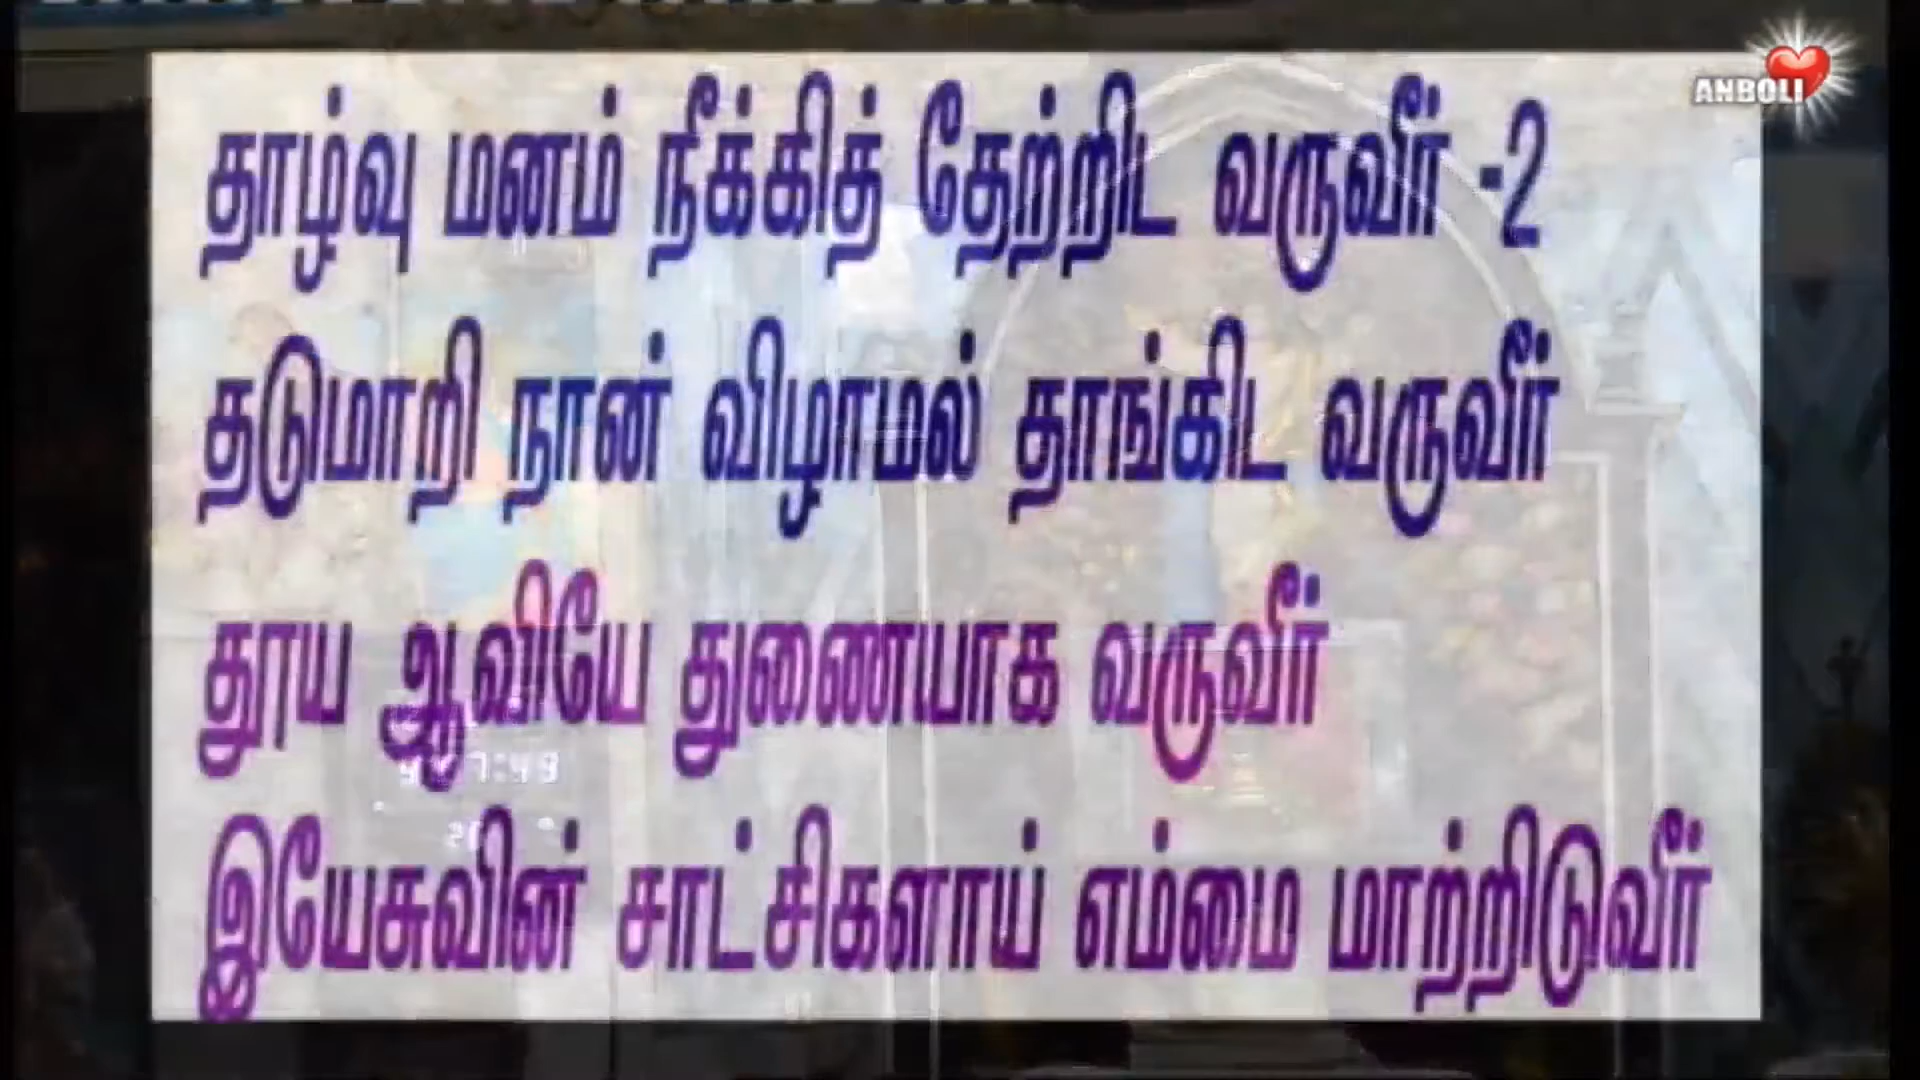 ANBOLI
தாழ்வு மனம் நீக்கித் தேற்றிட வருவீர் -2
தடுமாறி நான் விழாமல் தாங்கிட வருவீர்
தூய ஆவியே துணையாக வருவீர்
இயேசுவின் சாட்சிகளாய் எம்மை மாற்றிடுவீர்